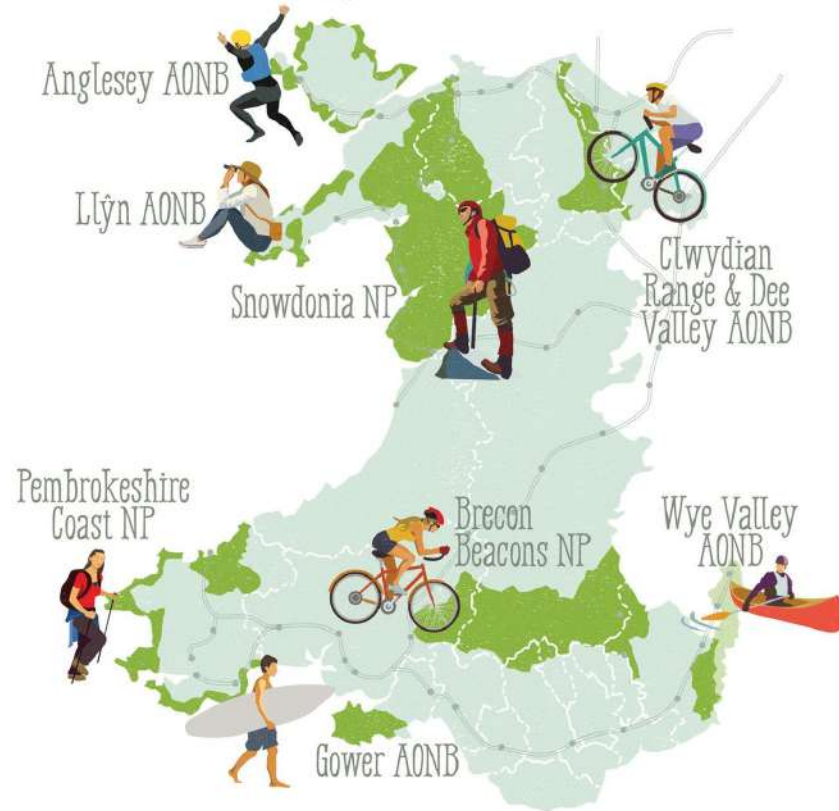 Anglesey AONB
Llŷn AONB
Snowdonia NP
Clwydian
Range & Dee
Valley AONB
Pembrokeshire
Coast NP
Brecon
Beacons NP
Wye Valley
AONB
Gower AONB